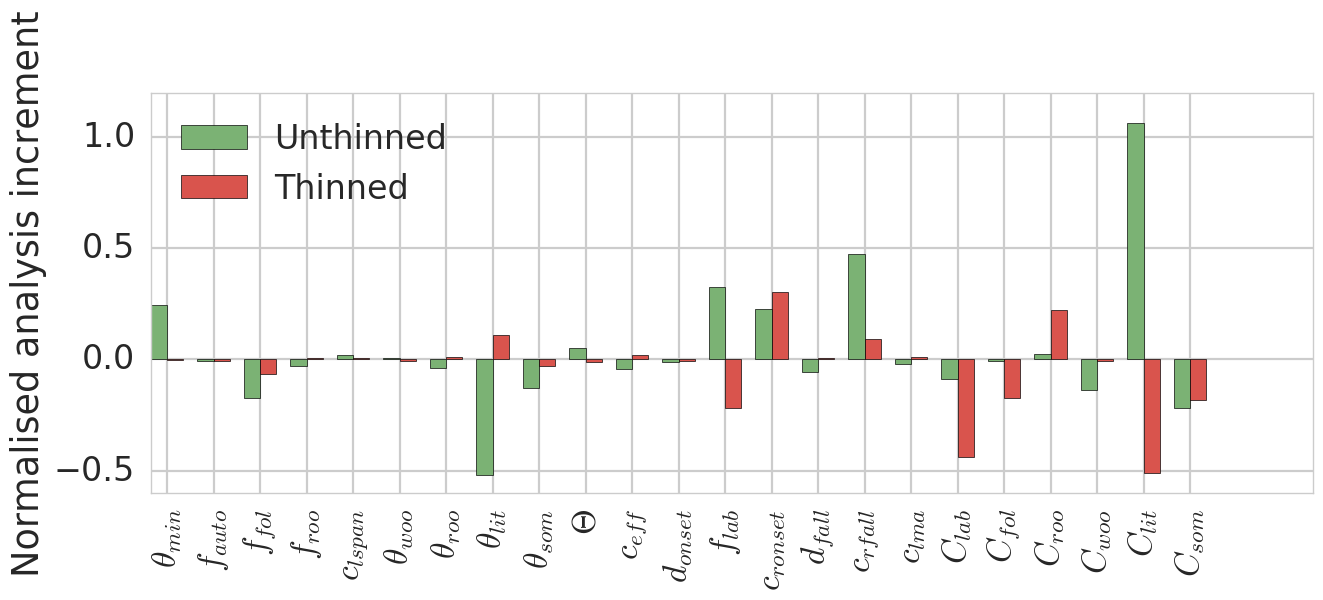 Normalised analysis increment
1.0
0.5
0.0
−0.5
Unthinned
Thinned
θmin
fauto
ffol
froo
clspan
θwoo
θroo
θlit
θsom
Θ
ceff
donset
flab
cronset
dfall
crfall
clma
Clab
Cfol
Croo
Cwoo
Clit
Csom